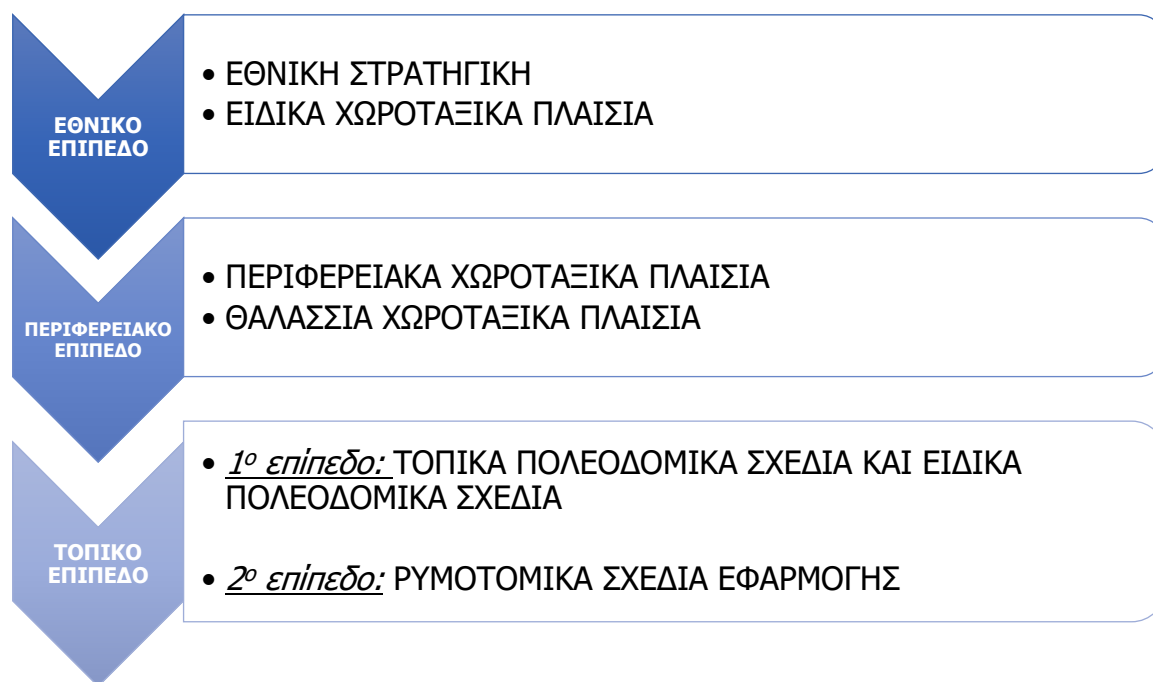 ΕΘΝΙΚΟ
ΕΠΙΠΕΔΟ
• ΕΘΝΙΚΗ ΣΤΡΑΤΗΓΙΚΗ
• ΕΙΔΙΚΑ ΧΩΡΟΤΑΞΙΚΑ ΠΛΑΙΣΙΑ
ΠΕΡΙΦΕΡΕΙΑΚΟ
ΕΠΙΠΕΔΟ
• ΠΕΡΙΦΕΡΕΙΑΚΑ ΧΩΡΟΤΑΞΙΚΑ ΠΛΑΙΣΙΑ
• ΘΑΛΑΣΣΙΑ ΧΩΡΟΤΑΞΙΚΑ ΠΛΑΙΣΙΑ
ΤΟΠΙΚΟ
ΕΠΙΠΕΔΟ
• 1ο επίπεδο: ΤΟΠΙΚΑ ΠΟΛΕΟΔΟΜΙΚΑ ΣΧΕΔΙΑ ΚΑΙ ΕΙΔΙΚΑ
ΠΟΛΕΟΔΟΜΙΚΑ ΣΧΕΔΙΑ
• 2ο επίπεδο: ΡΥΜΟΤΟΜΙΚΑ ΣΧΕΔΙΑ ΕΦΑΡΜΟΓΗΣ